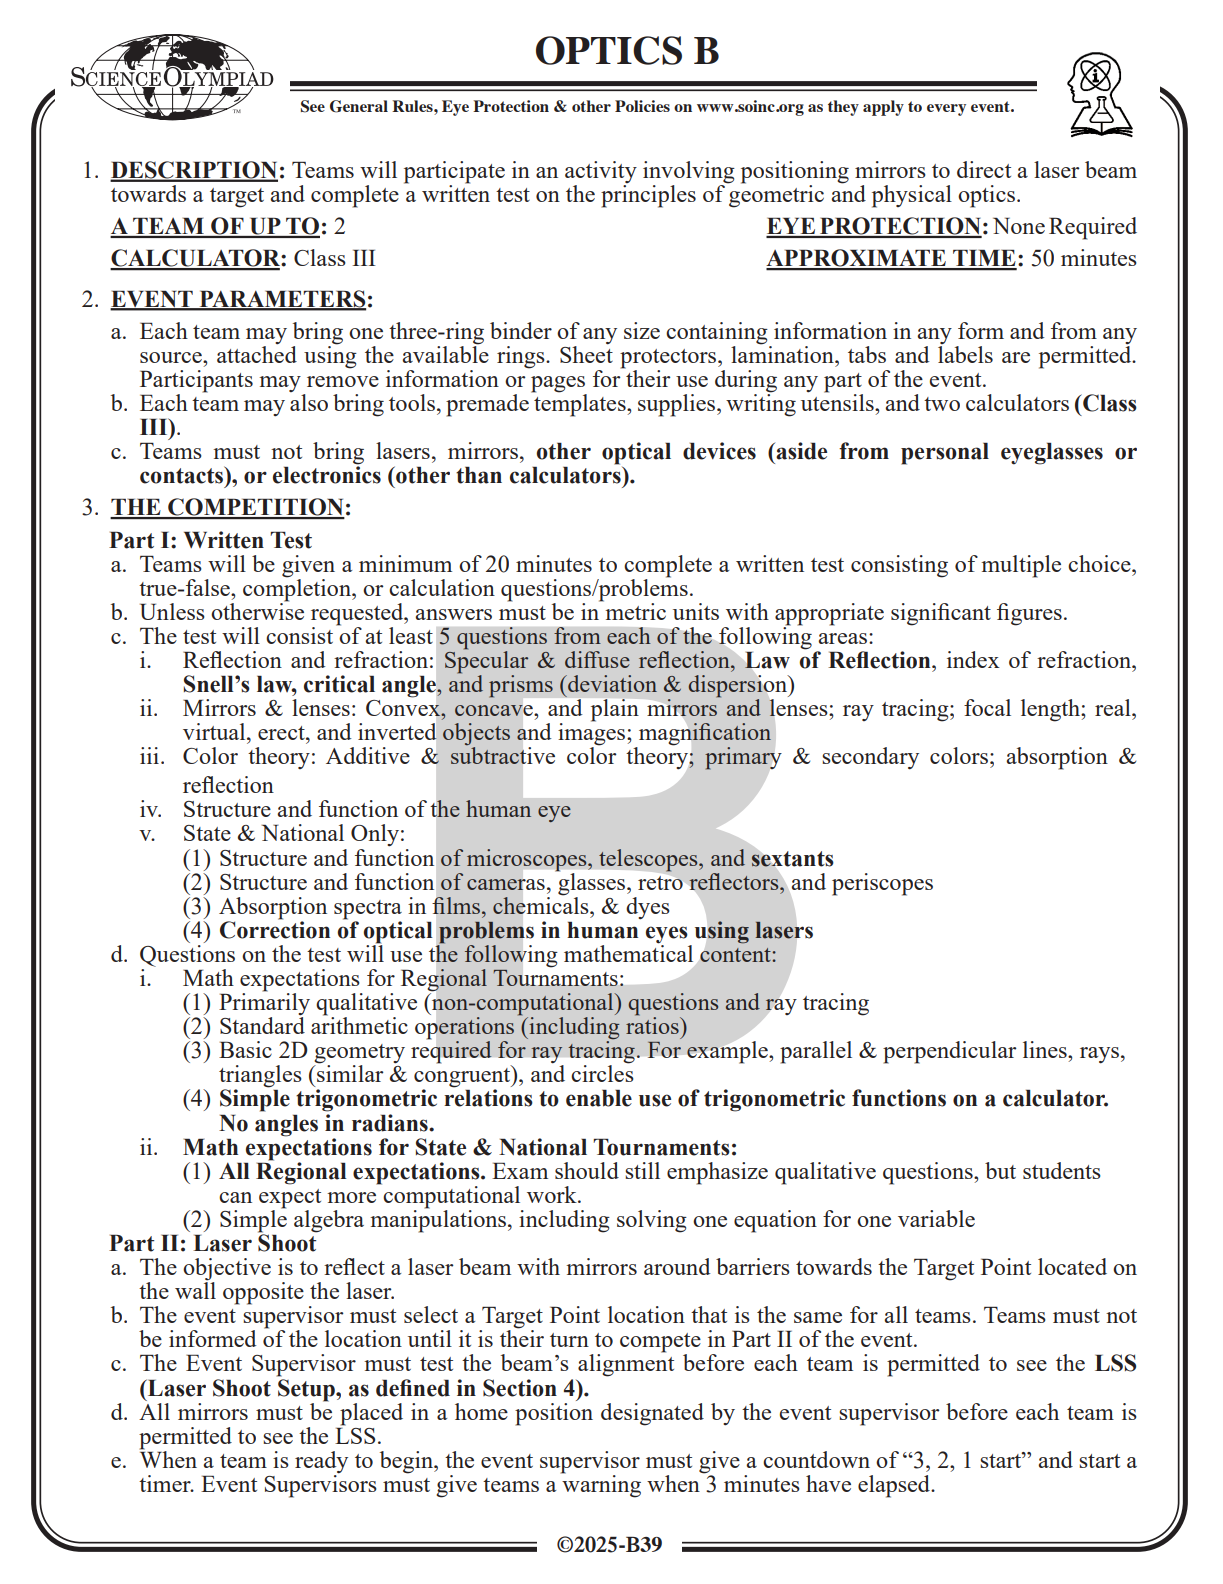 OPTICS B
SCIENCE OLYMPIAD
TM
See General Rules, Eye Protection & other Policies on www.soinc.org as they apply to every event.
1. DESCRIPTION: Teams will participate in an activity involving positioning mirrors to direct a laser beam
towards a target and complete a written test on the principles of geometric and physical optics.
A TEAM OF UP TO: 2 EYE PROTECTION: None Required
CALCULATOR: Class III APPROXIMATE TIME: 50 minutes
2. EVENT PARAMETERS:
a. Each team may bring one three-ring binder of any size containing information in any form and from any
source, attached using the available rings. Sheet protectors, lamination, tabs and labels are permitted.
Participants may remove information or pages for their use during any part of the event.
b. Each team may also bring tools, premade templates, supplies, writing utensils, and two calculators (Class
III).
c. Teams must not bring lasers, mirrors, other optical devices (aside from personal eyeglasses or
contacts), or electronics (other than calculators).
3. THE COMPETITION:
Part I: Written Test
a. Teams will be given a minimum of 20 minutes to complete a written test consisting of multiple choice,
true-false, completion, or calculation questions/problems.
b. Unless otherwise requested, answers must be in metric units with appropriate significant figures.
c. The test will consist of at least 5 questions from each of the following areas:
i. Reflection and refraction: Specular & diffuse reflection, Law of Reflection, index of refraction,
Snell's law, critical angle, and prisms (deviation & dispersion)
ii. Mirrors & lenses: Convex, concave, and plain mirrors and lenses; ray tracing; focal length; real,
virtual, erect, and inverted objects and images; magnification
iii. Color theory: Additive & subtractive color theory; primary & secondary colors; absorption &
reflection
iv. Structure and function of the human eye
v. State & National Only:
(1) Structure and function of microscopes, telescopes, and sextants
(2) Structure and function of cameras, glasses, retro reflectors, and periscopes
(3) Absorption spectra in films, chemicals, & dyes
(4) Correction of optical problems in human eyes using lasers
d. Questions on the test will use the following mathematical content:
i. Math expectations for Regional Tournaments:
(1) Primarily qualitative (non-computational) questions and ray tracing
(2) Standard arithmetic operations (including ratios)
(3) Basic 2D geometry required for ray tracing. For example, parallel & perpendicular lines, rays,
triangles (similar & congruent), and circles
(4) Simple trigonometric relations to enable use of trigonometric functions on a calculator.
No angles in radians.
ii. Math expectations for State & National Tournaments:
(1) All Regional expectations. Exam should still emphasize qualitative questions, but students
can expect more computational work.
(2) Simple algebra manipulations, including solving one equation for one variable
Part II: Laser Shoot
a. The objective is to reflect a laser beam with mirrors around barriers towards the Target Point located on
the wall opposite the laser.
b. The event supervisor must select a Target Point location that is the same for all teams. Teams must not
be informed of the location until it is their turn to compete in Part II of the event.
c. The Event Supervisor must test the beam's alignment before each team is permitted to see the LSS
(Laser Shoot Setup, as defined in Section 4).
d. All mirrors must be placed in a home position designated by the event supervisor before each team is
permitted to see the LSS.
e. When a team is ready to begin, the event supervisor must give a countdown of “3, 2, 1 start” and start a
timer. Event Supervisors must give teams a warning when 3 minutes have elapsed.
B
©2025-B39